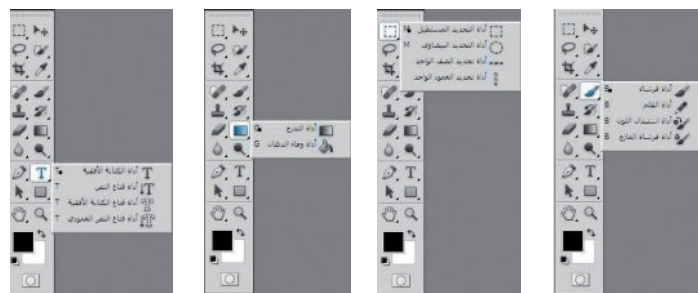 أداة الكتابة الأفقية T
أداة النص T
أداة قناع الكتابة الأفقية T
أداة قناع النص العمودي T
أداة التدرج G
أداة وعاء الدهان G
أداة التحديد المستطيل M
أداة التحديد البيضاوي M
أداة تحديد الصف الواحد
أداة تحديد العمود الواحد
أداة فرشاة B
أداة القلم B
أداة استبدال اللون B
أداة فرشاة المازج B